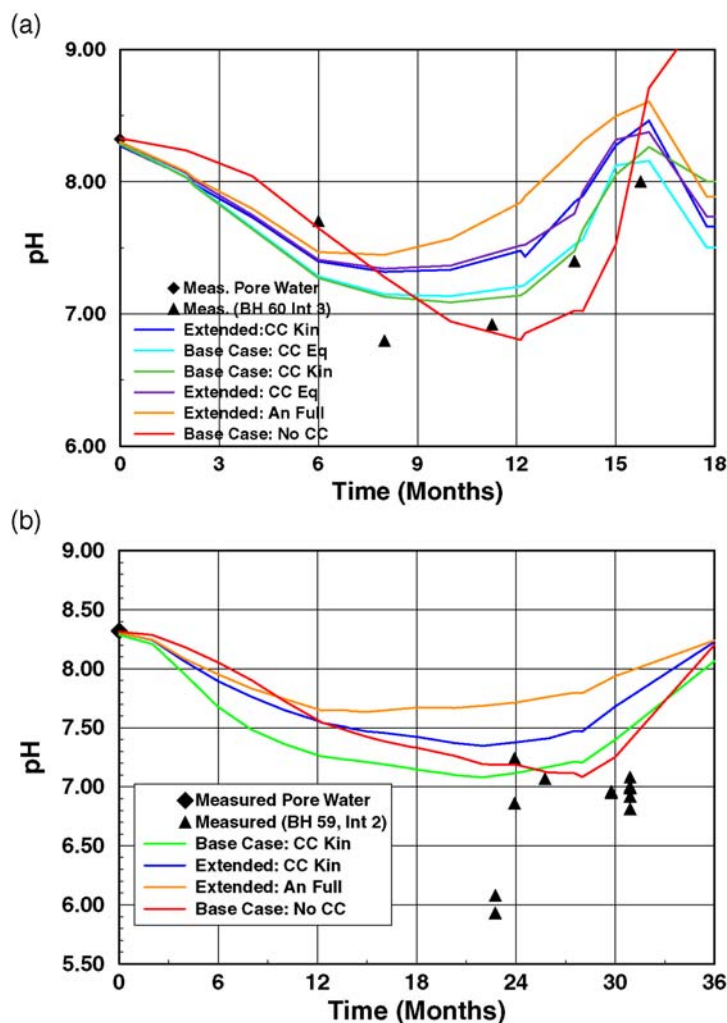 (a)
9.00
8.00
7.00
6.00
pH
Meas. Pore Water
Meas. (BH 60 Int 3)
Extended:CC Kin
Base Case: CC Eq
Base Case: CC Kin
Extended: CC Eq
Extended: An Full
Base Case: No CC
0 3 6 9 12 15 18
Time (Months)
(b)
9.00
8.50
8.00
7.50
7.00
6.50
6.00
5.50
pH
Measured Pore Water
Measured (BH 59, Int 2)
Base Case: CC Kin
Extended: CC Kin
Extended: An Full
Base Case: No CC
0 6 12 18 24 30 36
Time (Months)